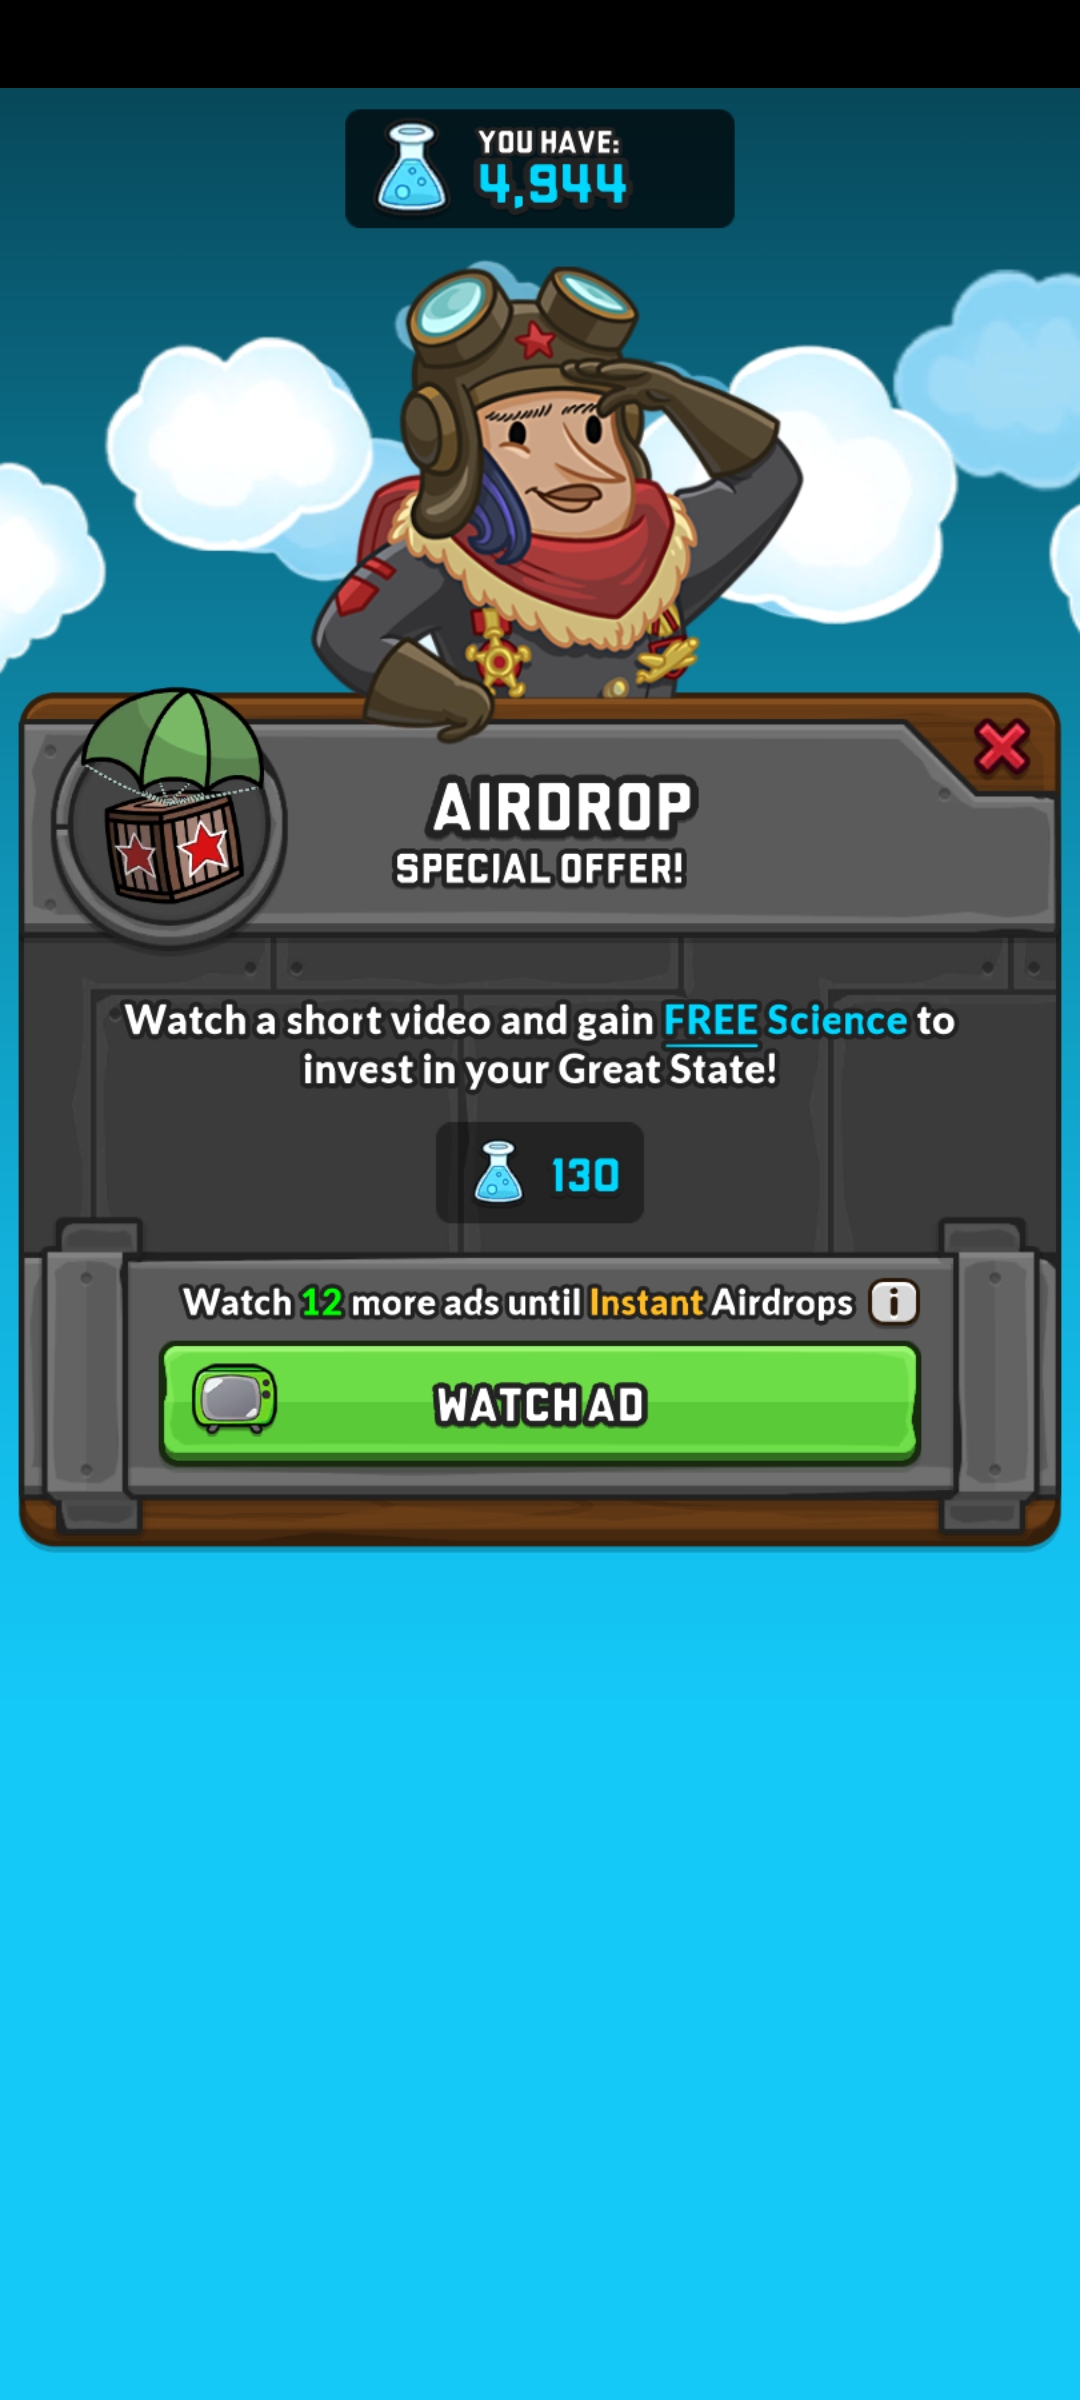 YOU HAVE:
4,944
AIRDROP
SPECIAL OFFER!
Watch a short video and gain FREE Science to
invest in your Great State!
130
Watch 12 more ads until Instant Airdrops i
WATCH AD